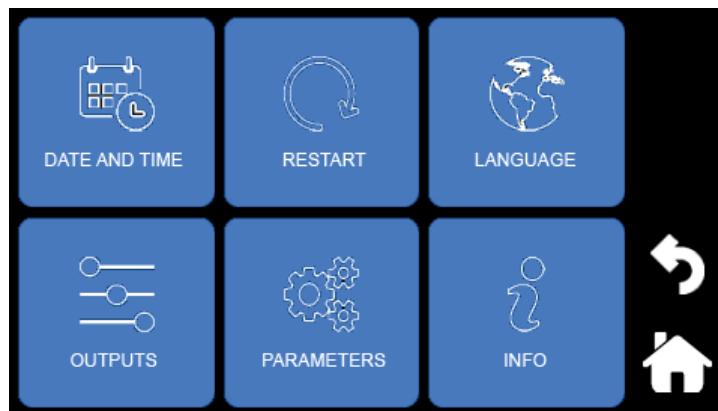 DATE AND TIME
RESTART
LANGUAGE
OUTPUTS
PARAMETERS
INFO